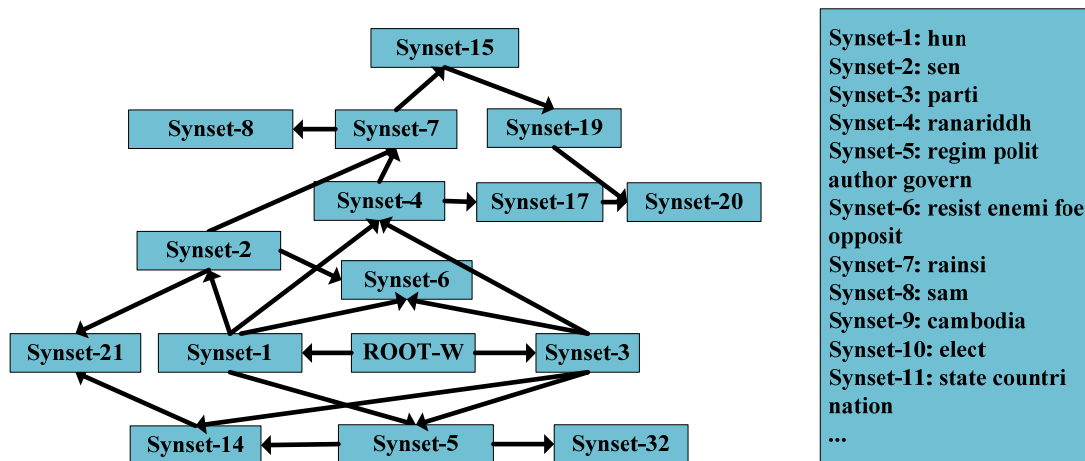 Synset-15
Synset-8
Synset-7
Synset-19
Synset-4
Synset-17
Synset-20
Synset-2
Synset-6
Synset-21
Synset-1
ROOT-W
Synset-3
Synset-14
Synset-5
Synset-32
Synset-1: hun
Synset-2: sen
Synset-3: parti
Synset-4: ranariddh
Synset-5: regim polit
author govern
Synset-6: resist enemi foe
opposit
Synset-7: rainsi
Synset-8: sam
Synset-9: cambodia
Synset-10: elect
Synset-11: state countri
nation
...